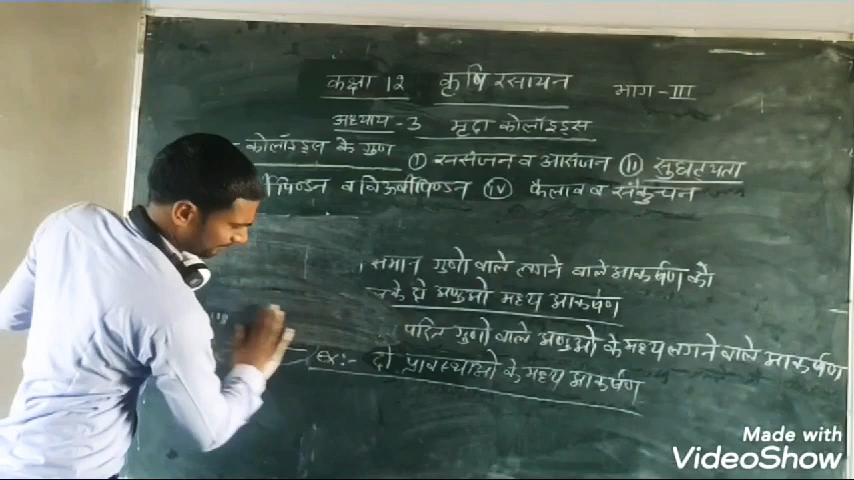 कक्षा 12 कृषि रसायन भाग-III
अध्याय-3 मृदा कोलॉइड्स
कोलॉइड्स के गुण (i) ससंजन व आसंजन (ii) सुघट्यता
व विऊर्णीपिण्डन (iv) फैलाव व संकुचन
समान गुणो वाले लगने वाले आकर्षण को
के दो अणुओ मध्य आकर्षण
गुणो वाले अणुओ के मध्य लगने वाले आकर्षण
ex:- दो प्रावस्थाओ के मध्य आकर्षण
Made with
VideoShow